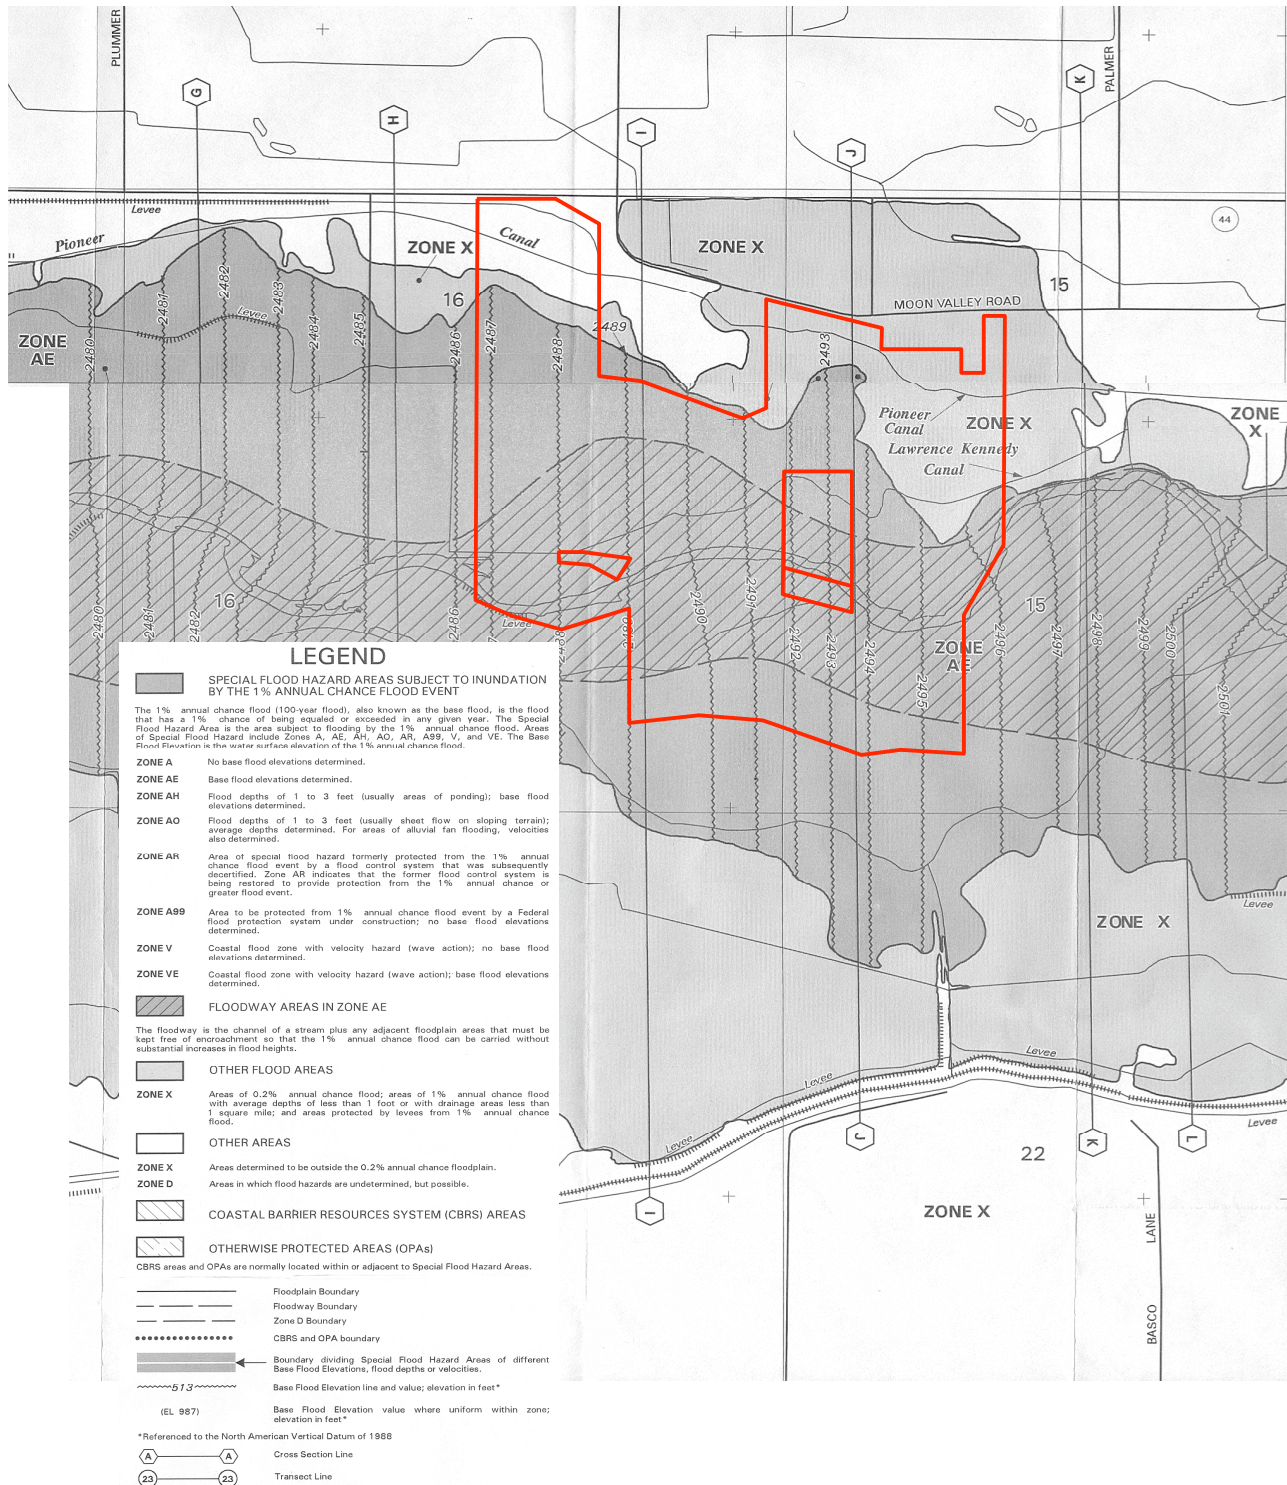 PLUMMER
PALMER
G
H
I
J
K
Levee
Pioneer
Canal
ZONE X
ZONE X
44
2482
2481
2483
2484
2485
Levee
16
15
MOON VALLEY ROAD
2480
2486
2487
2488
2489
2493
ZONE
AE
Pioneer
Canal
ZONE X
ZONE
X
Lawrence Kennedy
Canal
16
15
2480
2481
2482
2486
Levee
2490
2491
2492
2493
2494
2495
2496
2497
2498
2499
2500
2501
ZONE
AE
LEGEND
SPECIAL FLOOD HAZARD AREAS SUBJECT TO INUNDATION
BY THE 1% ANNUAL CHANCE FLOOD EVENT
The 1% annual chance flood (100-year flood), also known as the base flood, is the flood
that has a 1% chance of being equaled or exceeded in any given year. The Special
Flood Hazard Area is the area subject to flooding by the 1% annual chance flood. Areas
of Special Flood Hazard include Zones A, AE, AH, AO, AR, A99, V, and VE. The Base
Flood Elevation is the water surface elevation of the 1% annual chance flood.
ZONE A No base flood elevations determined.
ZONE AE Base flood elevations determined.
ZONE AH Flood depths of 1 to 3 feet (usually areas of ponding); base flood
elevations determined.
ZONE AO Flood depths of 1 to 3 feet (usually sheet flow on sloping terrain);
average depths determined. For areas of alluvial fan flooding, velocities
also determined.
ZONE AR Area of special flood hazard formerly protected from the 1% annual
chance flood event by a flood control system that was subsequently
decertified. Zone AR indicates that the former flood control system is
being restored to provide protection from the 1% annual chance or
greater flood event.
ZONE A99 Area to be protected from 1% annual chance flood event by a Federal
flood protection system under construction; no base flood elevations
determined.
ZONE V Coastal flood zone with velocity hazard (wave action); no base flood
elevations determined.
ZONE VE Coastal flood zone with velocity hazard (wave action); base flood elevations
determined.
FLOODWAY AREAS IN ZONE AE
The floodway is the channel of a stream plus any adjacent floodplain areas that must be
kept free of encroachment so that the 1% annual chance flood can be carried without
substantial increases in flood heights.
OTHER FLOOD AREAS
ZONE X Areas of 0.2% annual chance flood; areas of 1% annual chance flood
with average depths of less than 1 foot or with drainage areas less than
1 square mile; and areas protected by levees from 1% annual chance
flood.
OTHER AREAS
ZONE X Areas determined to be outside the 0.2% annual chance floodplain.
ZONE D Areas in which flood hazards are undetermined, but possible.
COASTAL BARRIER RESOURCES SYSTEM (CBRS) AREAS
OTHERWISE PROTECTED AREAS (OPAs)
CBRS areas and OPAs are normally located within or adjacent to Special Flood Hazard Areas.
Floodplain Boundary
Floodway Boundary
Zone D Boundary
CBRS and OPA boundary
Boundary dividing Special Flood Hazard Areas of different
Base Flood Elevations, flood depths or velocities.
513 Base Flood Elevation line and value; elevation in feet*
(EL 987) Base Flood Elevation value where uniform within zone;
elevation in feet*
*Referenced to the North American Vertical Datum of 1988
A A Cross Section Line
23 23 Transect Line
Levee
ZONE X
Levee
Levee
Levee
Levee
I
J
K
L
22
ZONE X
BASCO LANE